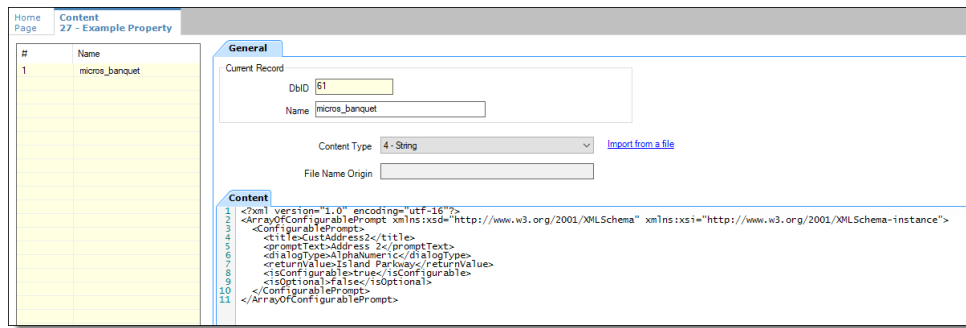 Home Page
Content
27 - Example Property
# Name
1 micros_banquet
General
Current Record
DbID 61
Name micros_banquet
Content Type 4 - String Import from a file
File Name Origin
Content
1 <?xml version="1.0" encoding="utf-16"?>
2 <ArrayOfConfigurablePrompt xmlns:xsd="http://www.w3.org/2001/XMLSchema" xmlns:xsi="http://www.w3.org/2001/XMLSchema-instance">
3 <ConfigurablePrompt>
4 <title>CustAddress2</title>
5 <promptText>Address 2</promptText>
6 <dialogType>AlphaNumeric</dialogType>
7 <returnValue>Island Parkway</returnValue>
8 <isConfigurable>true</isConfigurable>
9 <isOptional>false</isOptional>
10 </ConfigurablePrompt>
11 </ArrayOfConfigurablePrompt>